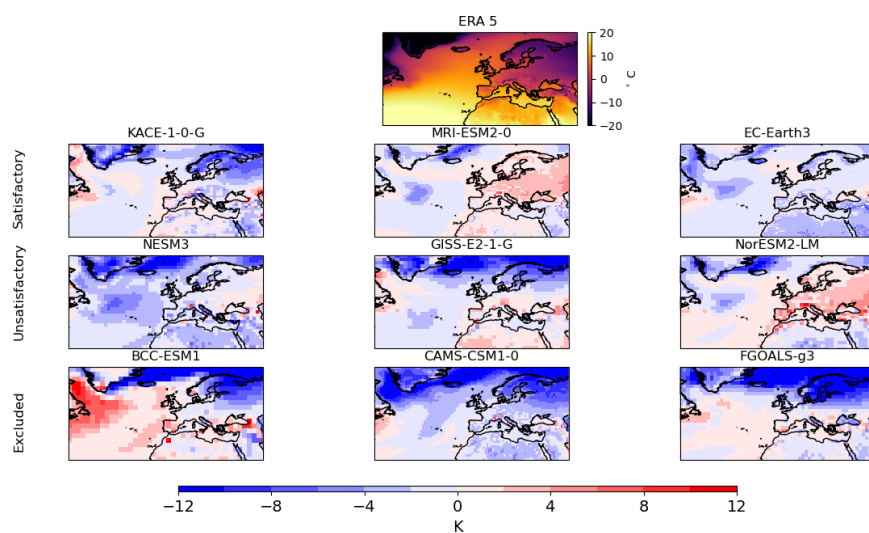 ERA 5
20
10
0
−10
−20
° C
KACE-1-0-G
MRI-ESM2-0
EC-Earth3
Satisfactory
NESM3
GISS-E2-1-G
NorESM2-LM
Unsatisfactory
BCC-ESM1
CAMS-CSM1-0
FGOALS-g3
Excluded
−12 −8 −4 0 4 8 12
K